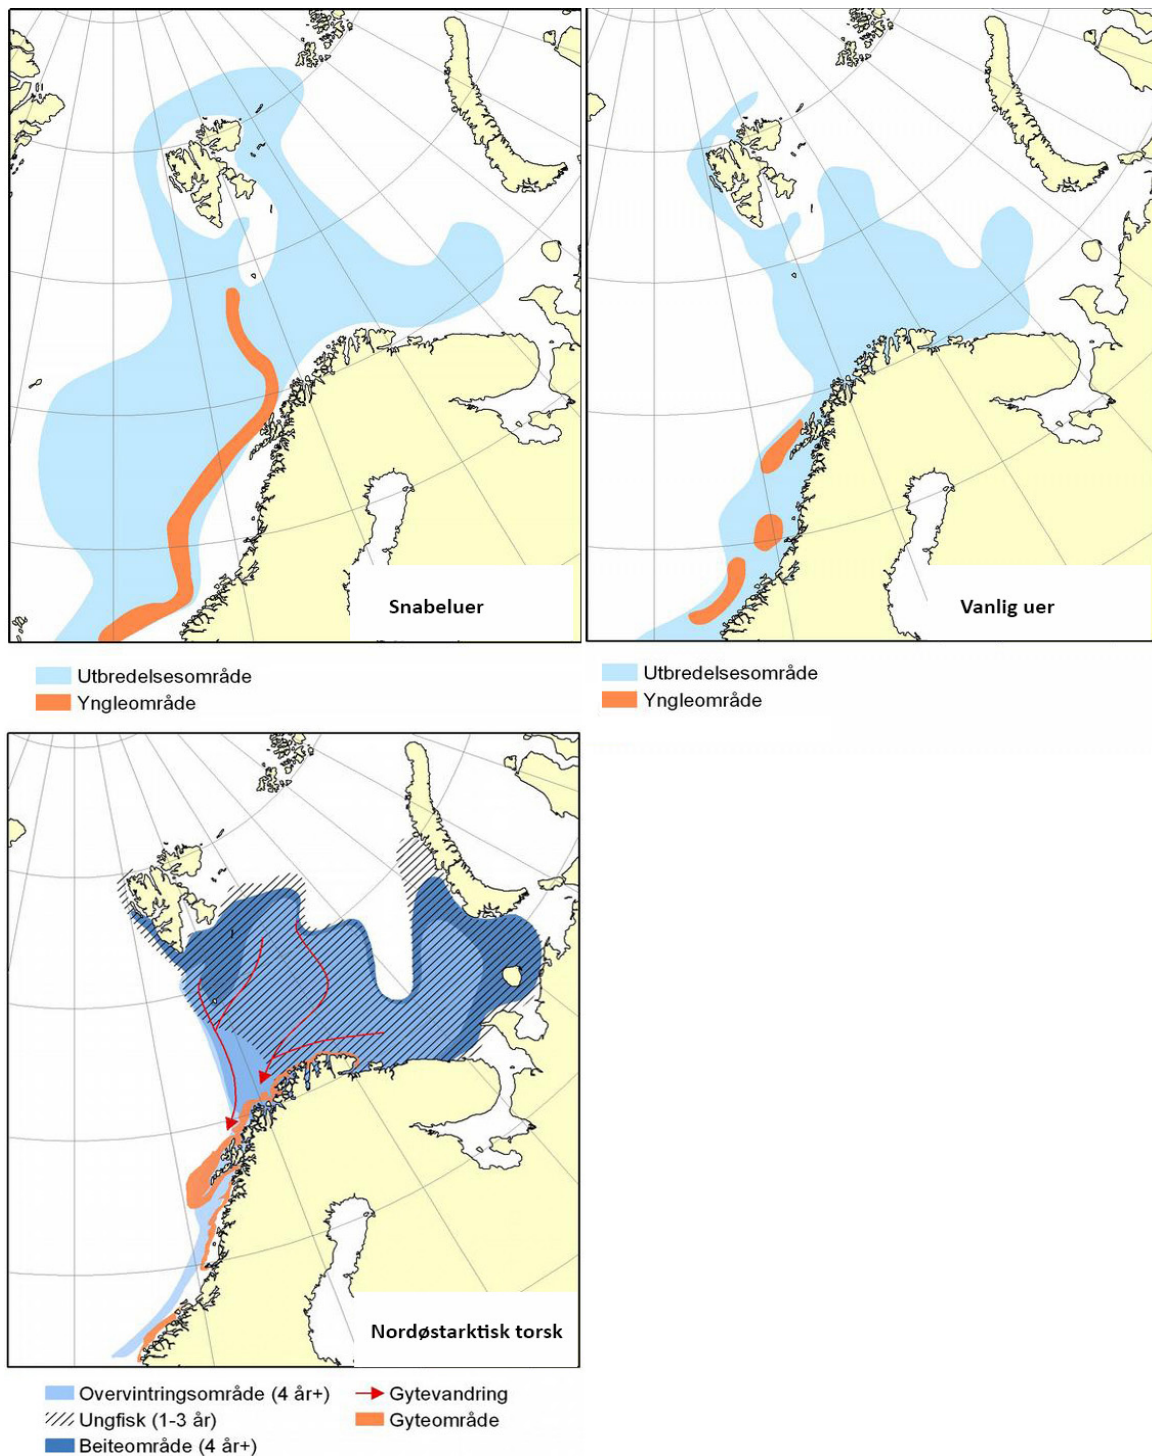 Snabeluer
Vanlig uer
Utbredelsesområde
Yngleområde
Utbredelsesområde
Yngleområde
Nordøstarktisk torsk
Overvintringsområde (4 år+)
Ungfisk (1-3 år)
Beiteområde (4 år+)
Gytevandring
Gyteområde